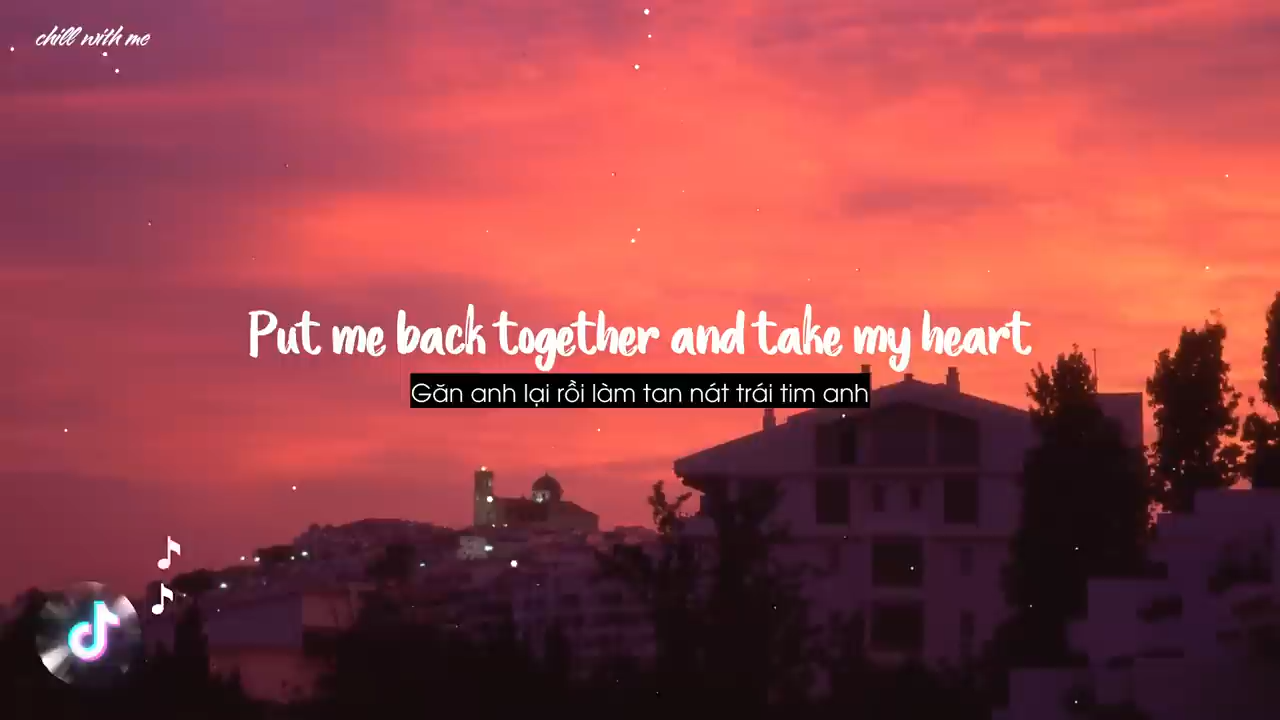 chill with me
Put me back together and take my heart
Găn anh lại rồi làm tan nát trái tim anh